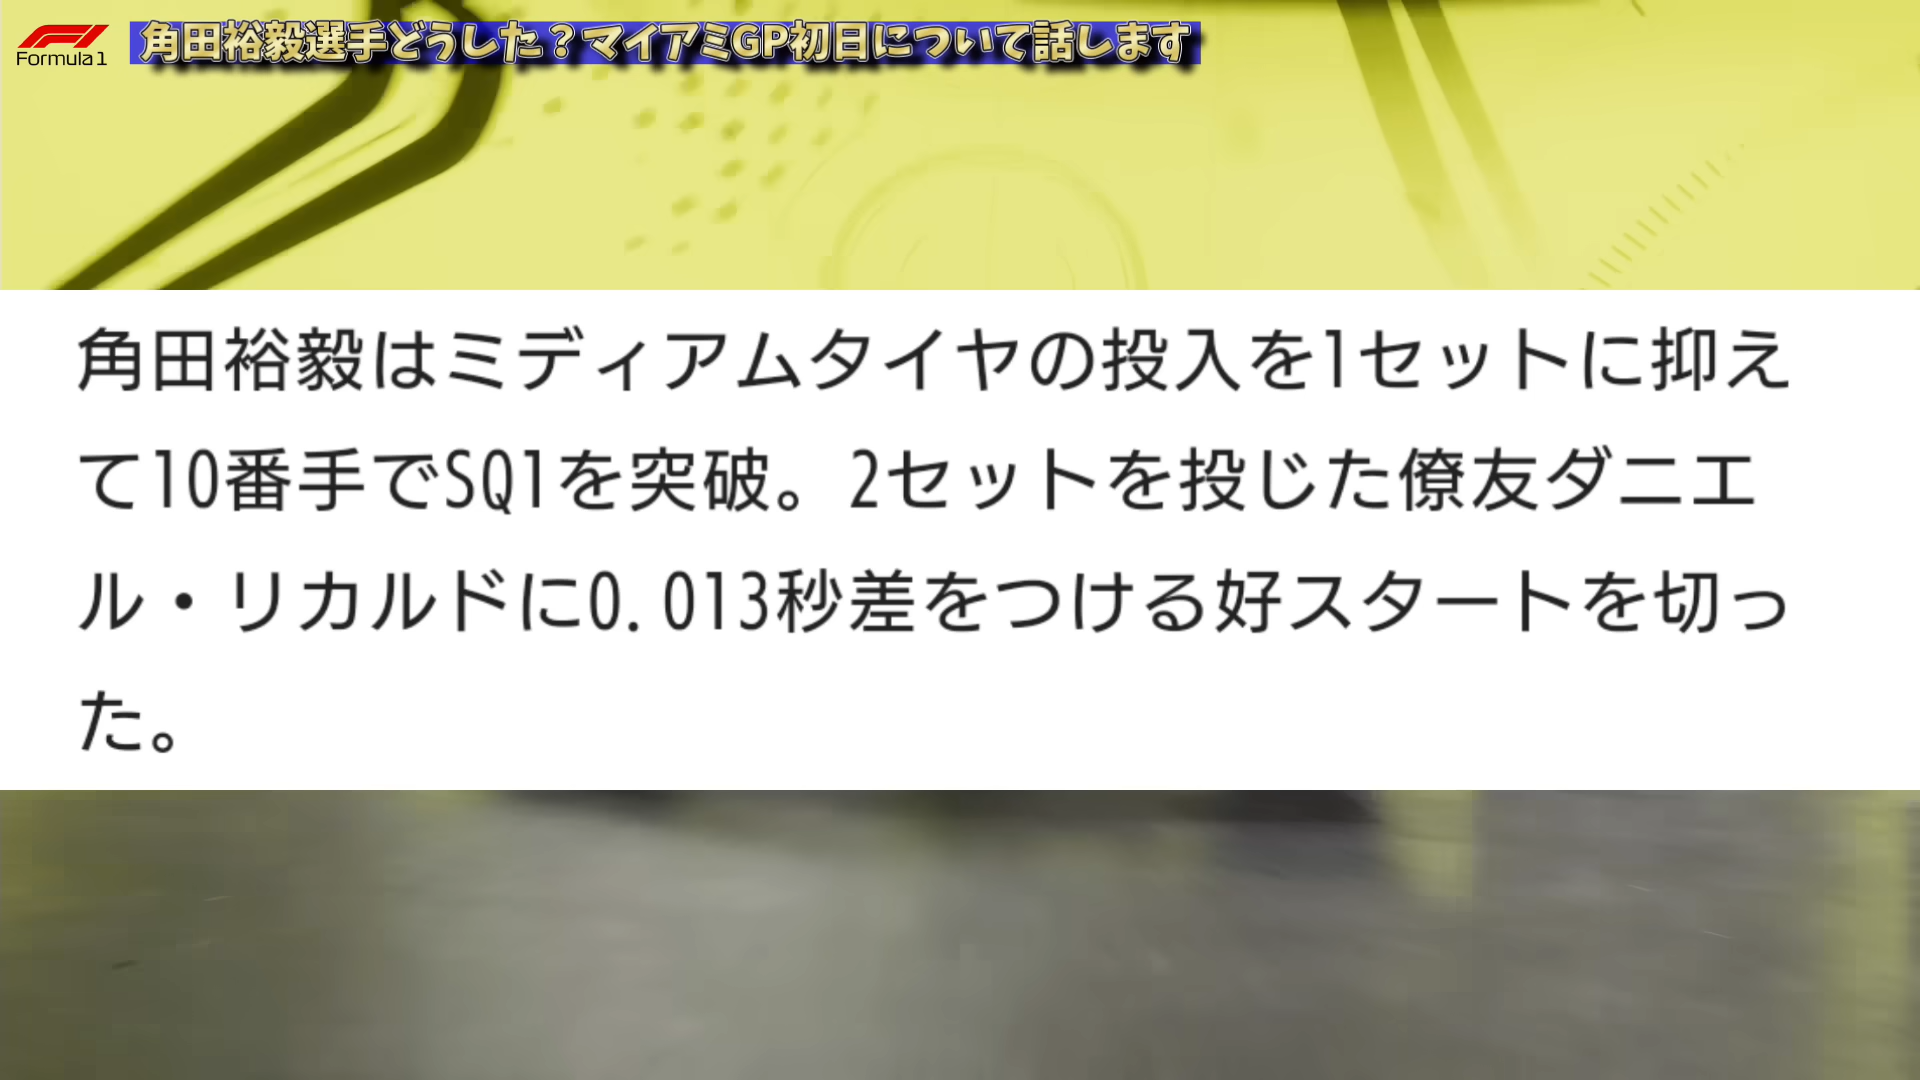 Formula 1
角田裕毅選手どうした？マイアミGP初日について話します
角田裕毅はミディアムタイヤの投入を1セットに抑え
て10番手でSQ1を突破。2セットを投じた僚友ダニエ
ル・リカルドに0.013秒差をつける好スタートを切っ
た。